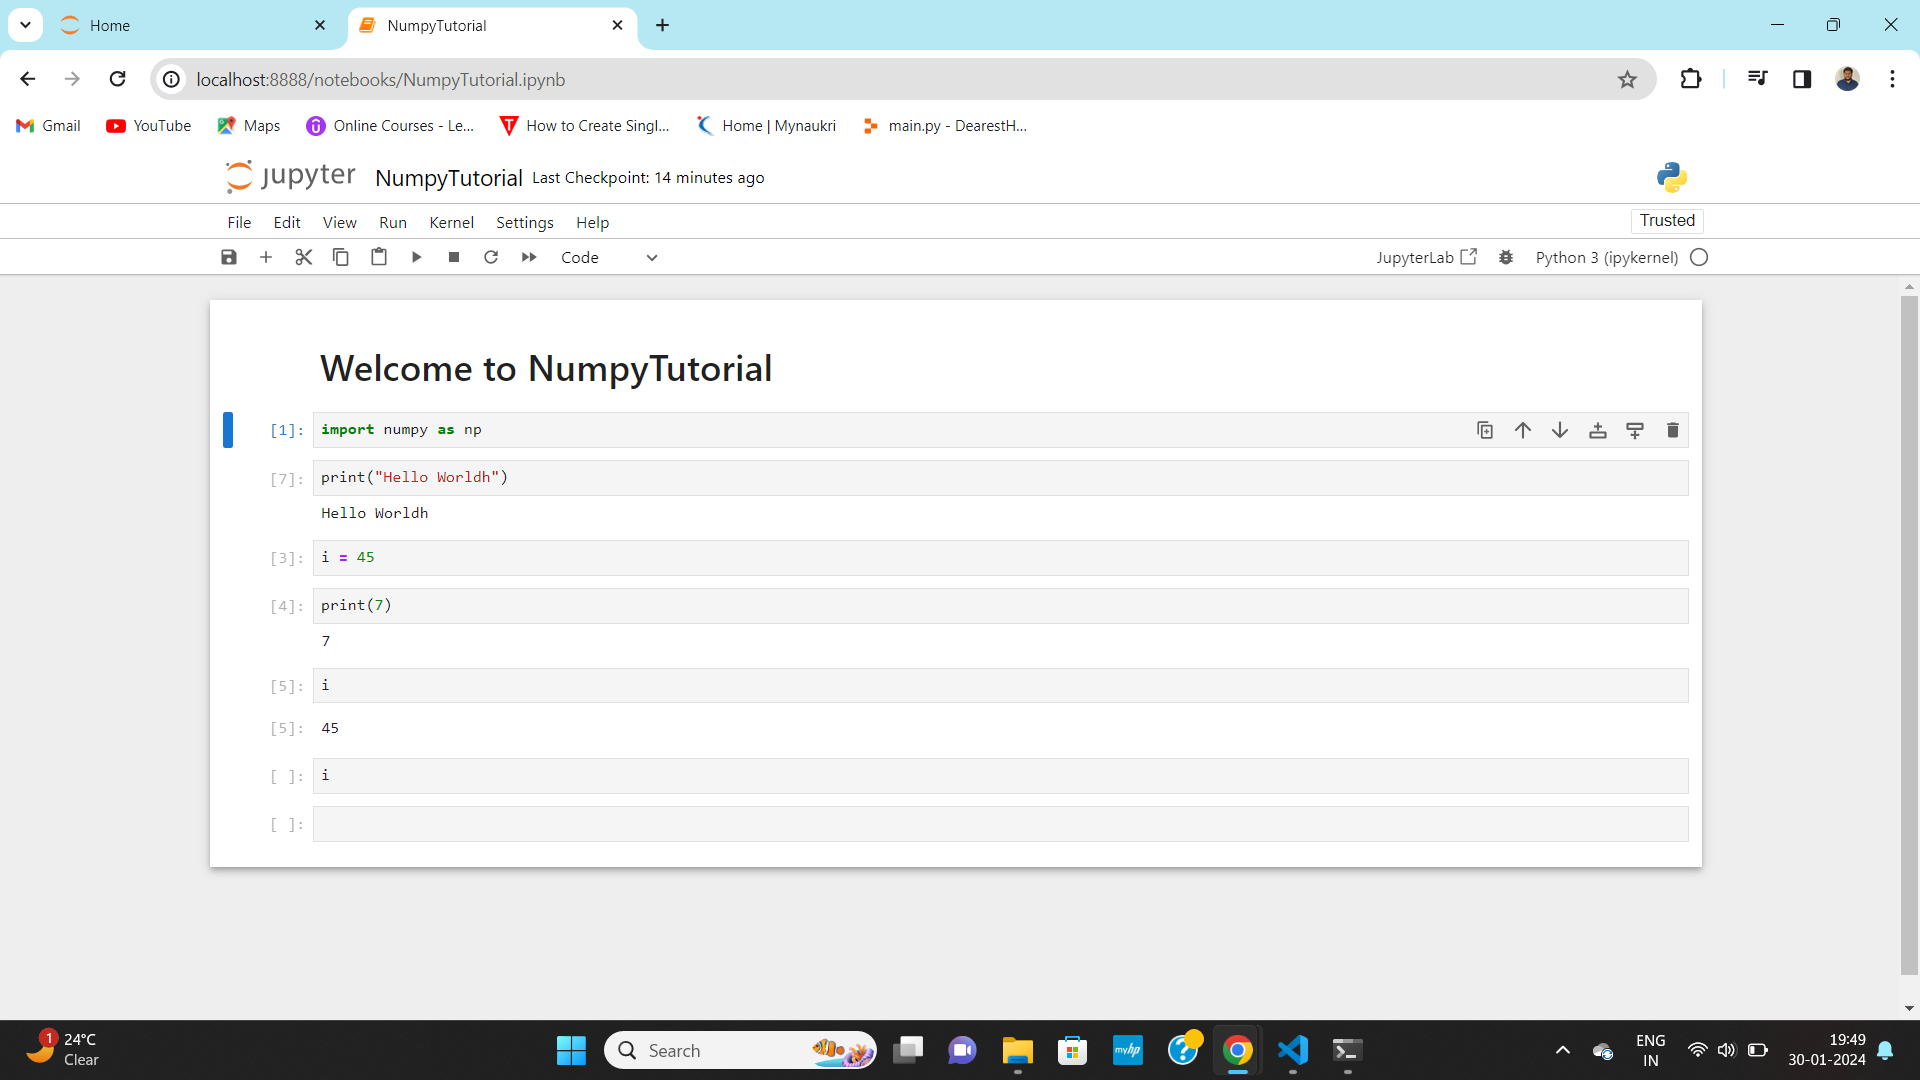 Home
NumpyTutorial
localhost:8888/notebooks/NumpyTutorial.ipynb
Gmail
YouTube
Maps
Online Courses - Le...
How to Create Singl...
Home | Mynaukri
main.py - DearestH...
jupyter NumpyTutorial Last Checkpoint: 14 minutes ago
File Edit View Run Kernel Settings Help
Trusted
Code
JupyterLab
Python 3 (ipykernel)
Welcome to NumpyTutorial
[1]: import numpy as np
[7]: print("Hello Worldh")
Hello Worldh
[3]: i = 45
[4]: print(7)
7
[5]: i
[5]: 45
[ ]: i
[ ]:
1
24°C
Clear
Search
myhp
ENG
IN
19:49
30-01-2024